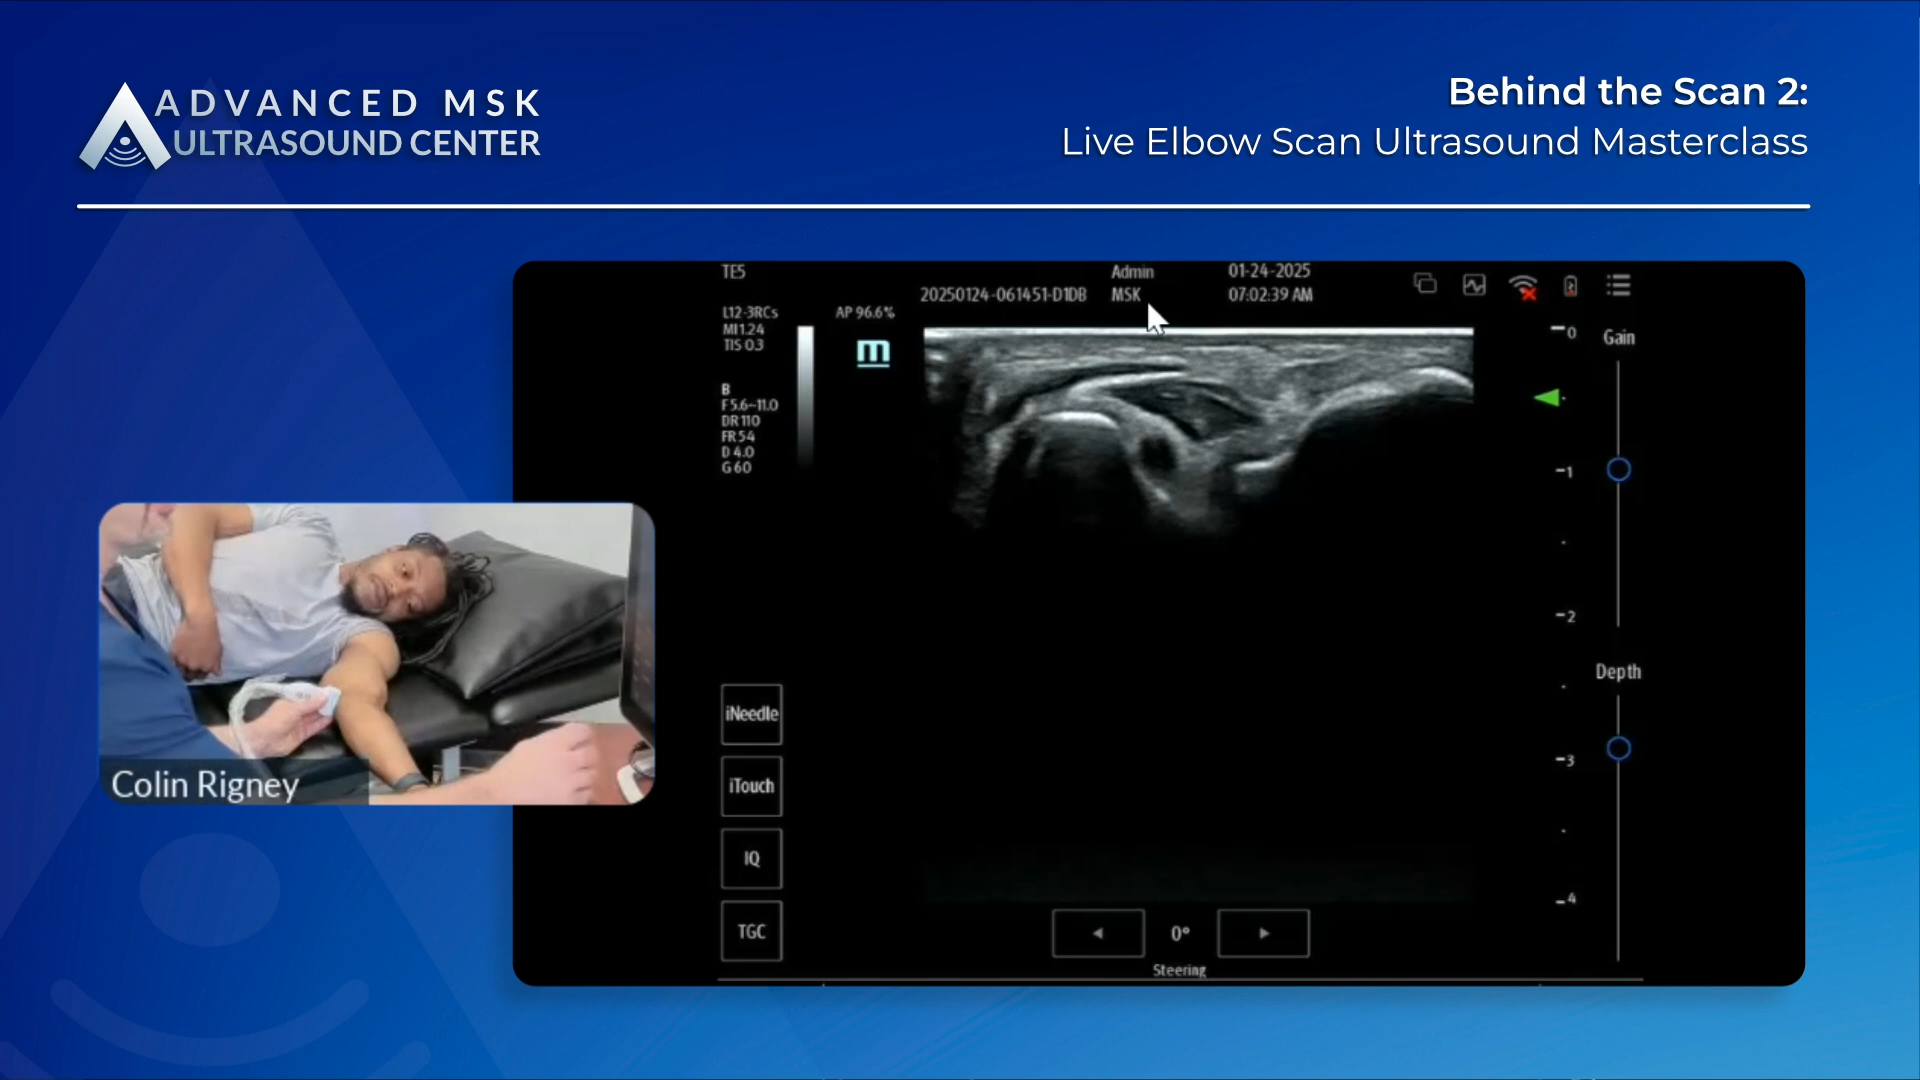 ADVANCED MSK
ULTRASOUND CENTER
Behind the Scan 2:
Live Elbow Scan Ultrasound Masterclass
TE5
20250124-061451-D1DB
Admin
MSK
01-24-2025
07:02:39 AM
L12-3RCs
MI 1.24
TIS 0.3
AP 96.6%
m
B
F 5.6-11.0
DR 110
FR 54
D 4.0
G 60
0
1
2
3
4
Gain
Depth
iNeedle
iTouch
IQ
TGC
0°
Steering
Colin Rigney